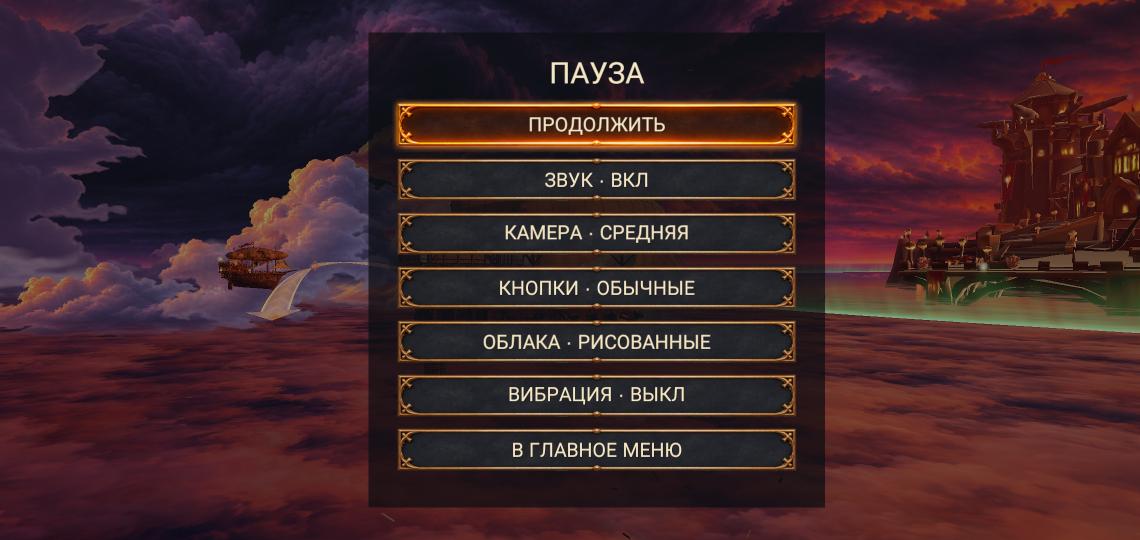 ПАУЗА
ПРОДОЛЖИТЬ
ЗВУК · ВКЛ
КАМЕРА · СРЕДНЯЯ
КНОПКИ · ОБЫЧНЫЕ
ОБЛАКА · РИСОВАННЫЕ
ВИБРАЦИЯ · ВЫКЛ
В ГЛАВНОЕ МЕНЮ